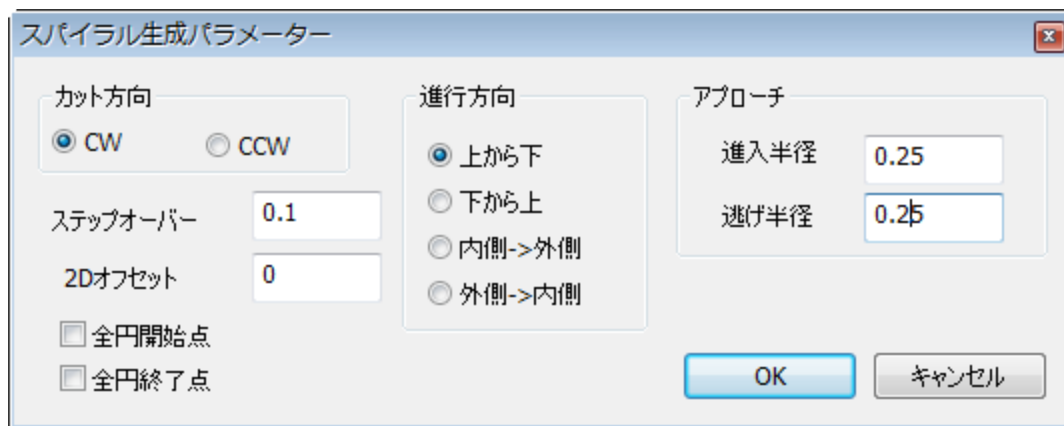 スパイラル生成パラメーター
カット方向
CW
CCW
ステップオーバー
0.1
2Dオフセット
0
全円開始点
全円終了点
進行方向
上から下
下から上
内側->外側
外側->内側
アプローチ
進入半径
0.25
逃げ半径
0.25
OK
キャンセル